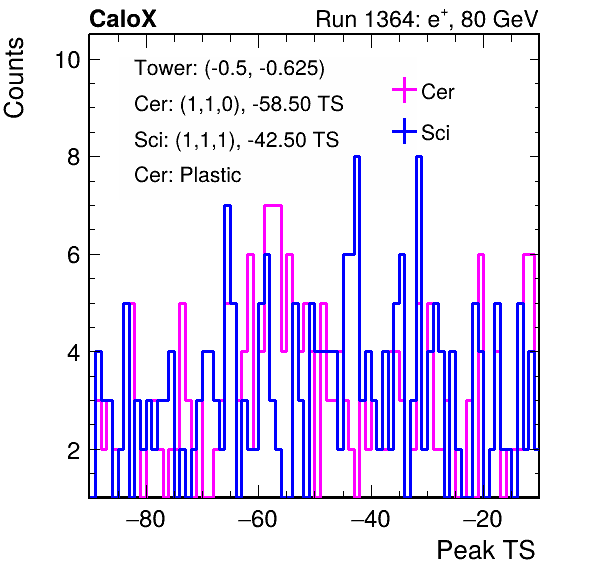 CaloX Run 1364: e⁺, 80 GeV
Counts
Tower: (-0.5, -0.625)
Cer: (1,1,0), -58.50 TS
Sci: (1,1,1), -42.50 TS
Cer: Plastic
Cer
Sci
10
8
6
4
2
−80 −60 −40 −20
Peak TS